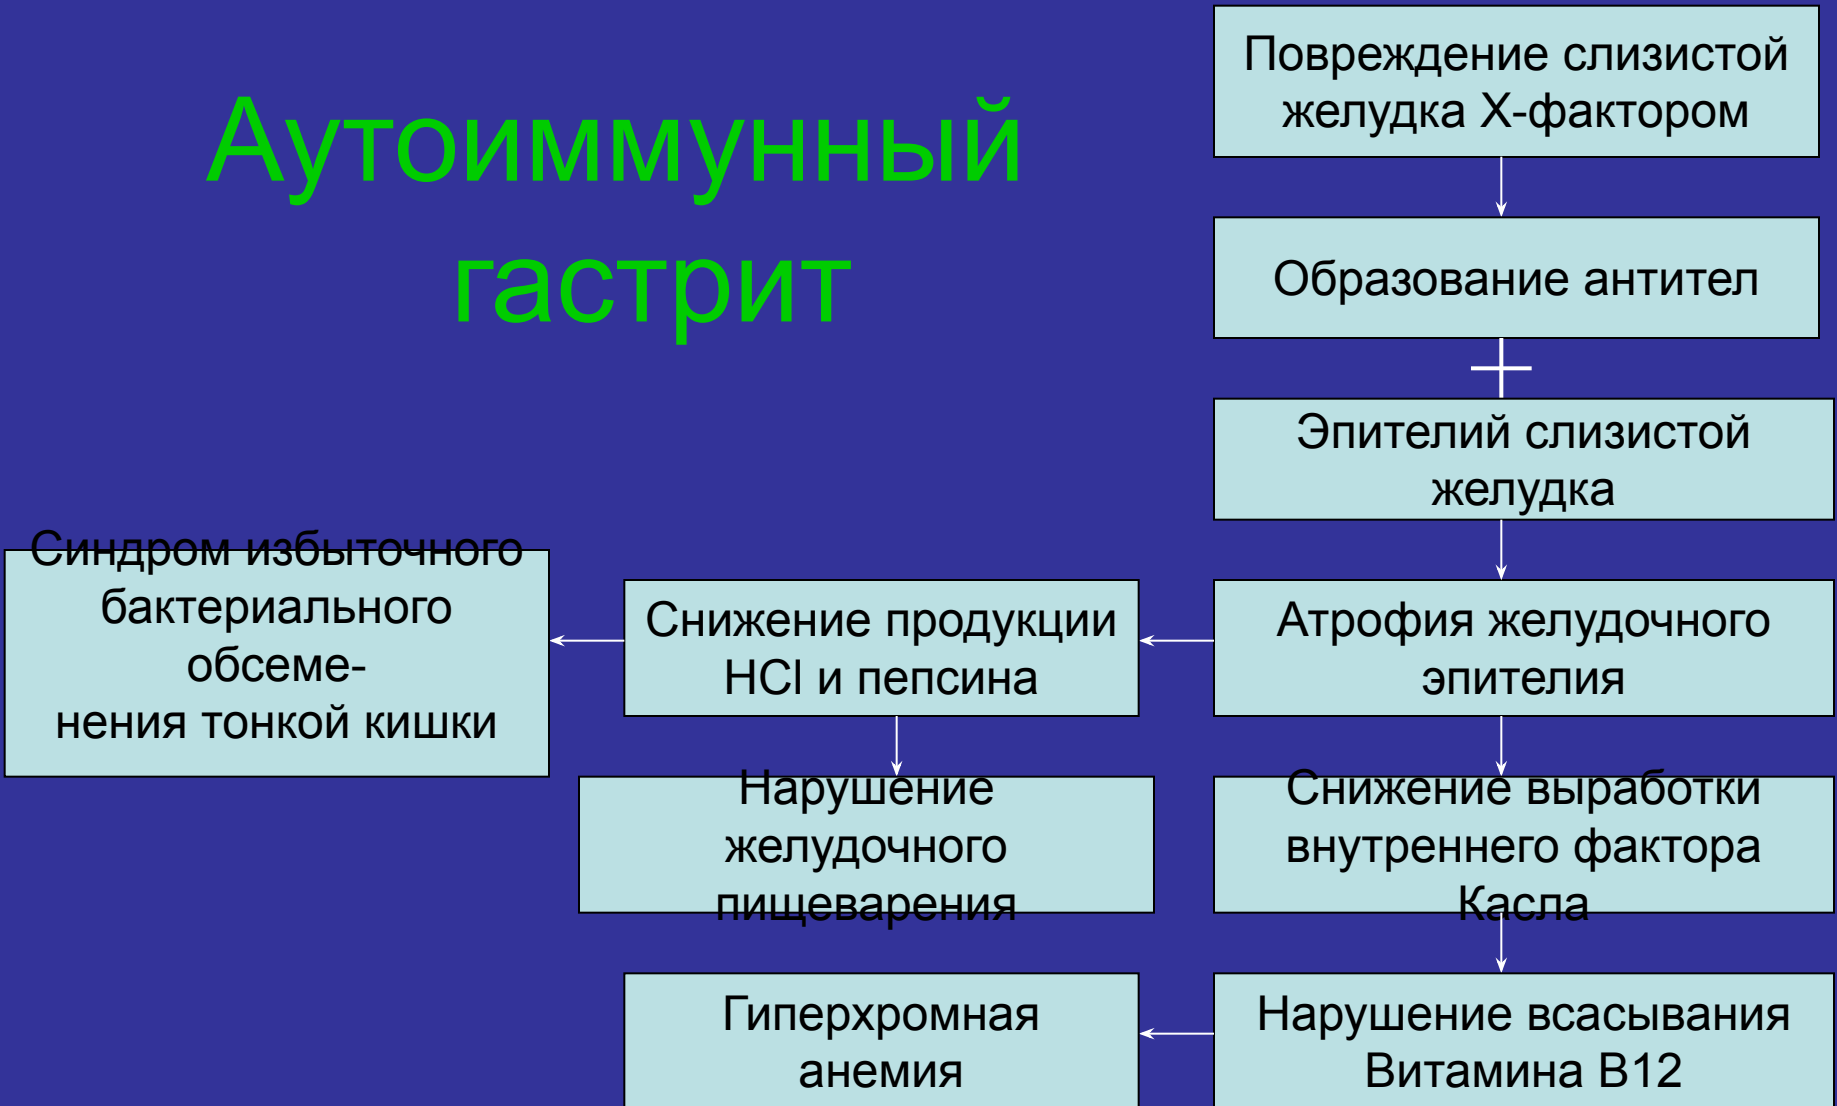 Аутоиммунный
гастрит
Повреждение слизистой
желудка Х-фактором
Образование антител
Эпителий слизистой
желудка
Синдром избыточного
бактериального
обсеме-
нения тонкой кишки
Снижение продукции
HCl и пепсина
Атрофия желудочного
эпителия
Нарушение
желудочного
пищеварения
Снижение выработки
внутреннего фактора
Касла
Гиперхромная
анемия
Нарушение всасывания
Витамина В12